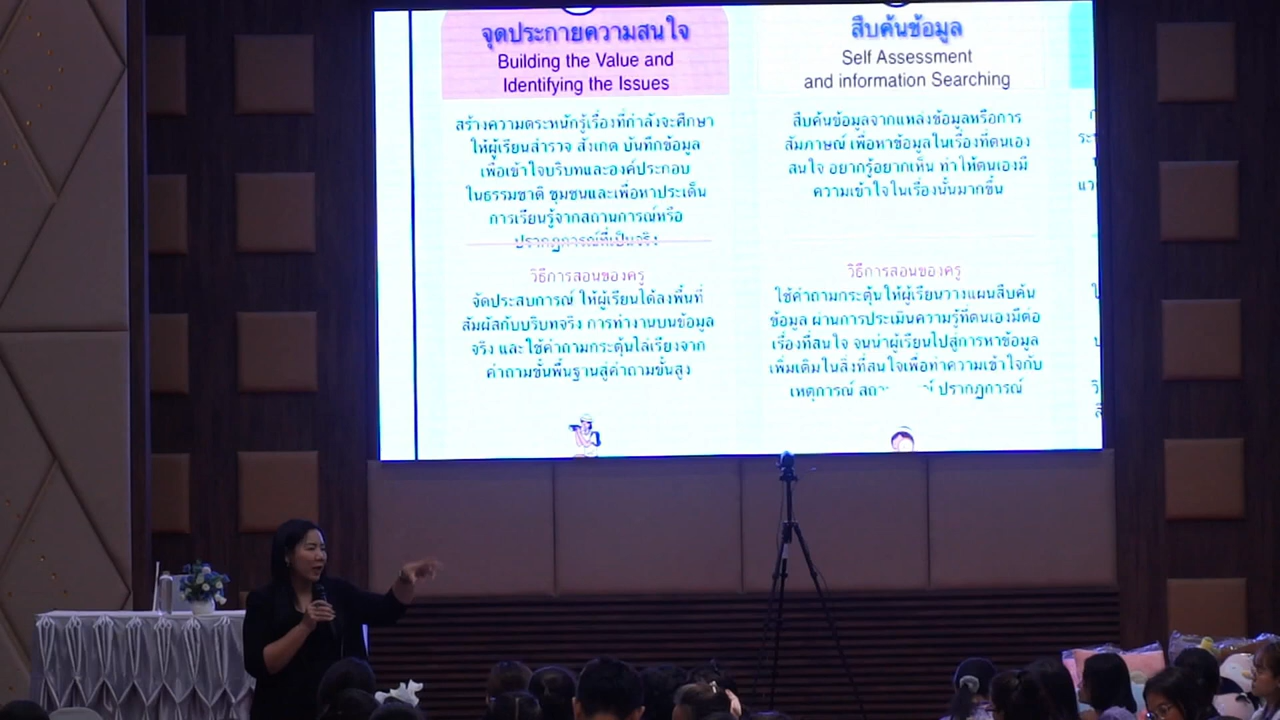 จุดประกายความสนใจ
Building the Value and
Identifying the Issues
สร้างความตระหนักรู้เรื่องที่กำลังจะศึกษา
ให้ผู้เรียนสำรวจ สังเกต บันทึกข้อมูล
เพื่อเข้าใจบริบทและองค์ประกอบ
ในธรรมชาติ ชุมชนและเพื่อหาประเด็น
การเรียนรู้จากสถานการณ์หรือ
ปรากฏการณ์ที่เป็นจริง
วิธีการสอนของครู
จัดประสบการณ์ ให้ผู้เรียนได้ลงพื้นที่
สัมผัสกับบริบทจริง การทำงานบนข้อมูล
จริง และใช้คำถามกระตุ้นไล่เรียงจาก
คำถามขั้นพื้นฐานสู่คำถามขั้นสูง
สืบค้นข้อมูล
Self Assessment
and information Searching
สืบค้นข้อมูลจากแหล่งข้อมูลหรือการ
สัมภาษณ์ เพื่อหาข้อมูลในเรื่องที่ตนเอง
สนใจ อยากรู้อยากเห็น ทำให้ตนเองมี
ความเข้าใจในเรื่องนั้นมากขึ้น
วิธีการสอนของครู
ใช้คำถามกระตุ้นให้ผู้เรียนวางแผนสืบค้น
ข้อมูล ผ่านการประเมินความรู้ที่ตนเองมีต่อ
เรื่องที่สนใจ จนนำผู้เรียนไปสู่การหาข้อมูล
เพิ่มเติมในสิ่งที่สนใจเพื่อทำความเข้าใจกับ
เหตุการณ์ ปรากฏการณ์